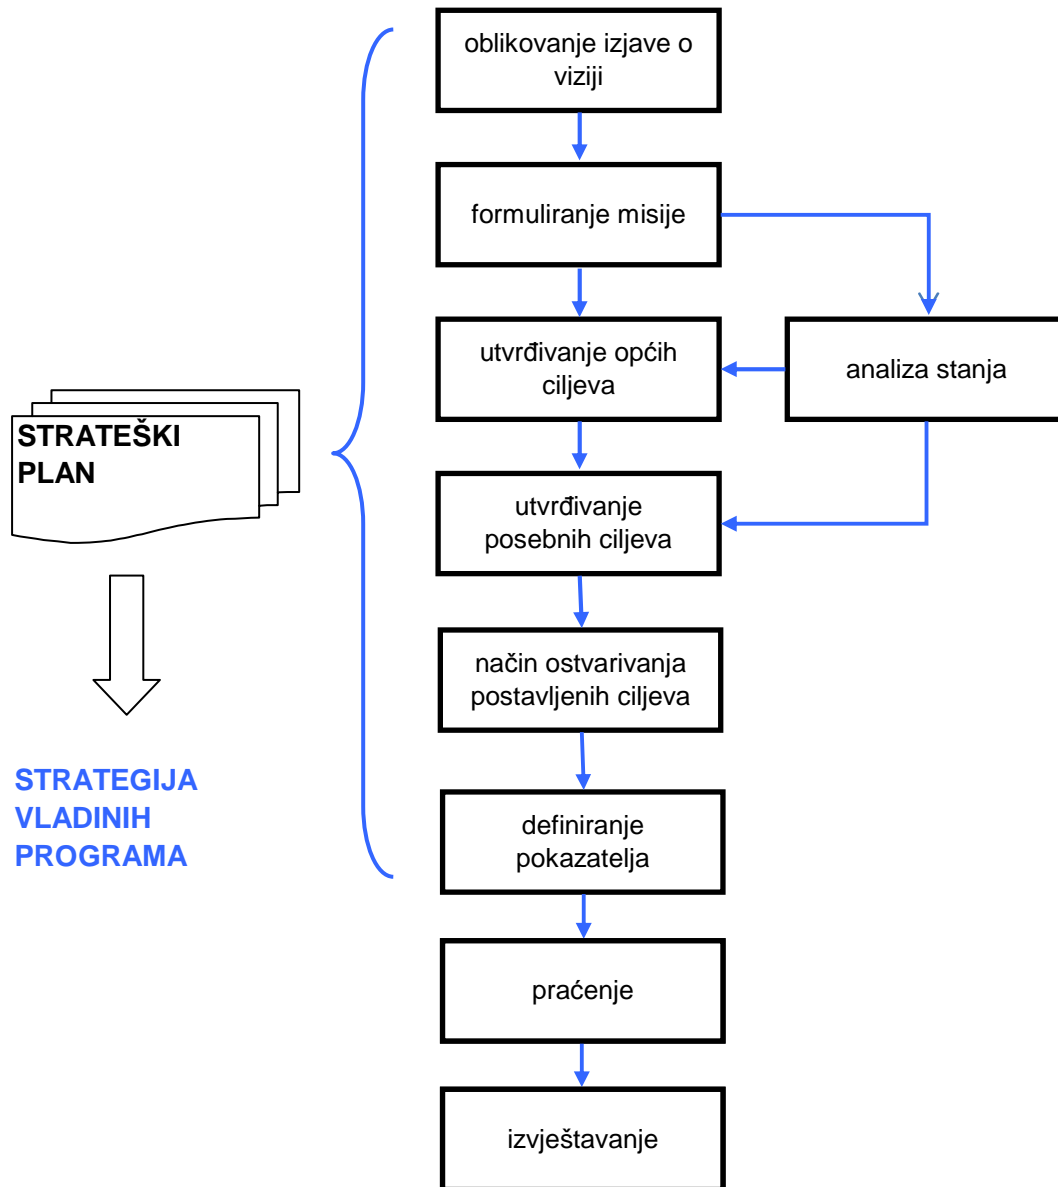 oblikovanje izjave o
viziji
formuliranje misije
utvrđivanje općih
ciljeva
analiza stanja
STRATEŠKI
PLAN
utvrđivanje
posebnih ciljeva
način ostvarivanja
postavljenih ciljeva
STRATEGIJA
VLADINIH
PROGRAMA
definiranje
pokazatelja
praćenje
izvještavanje